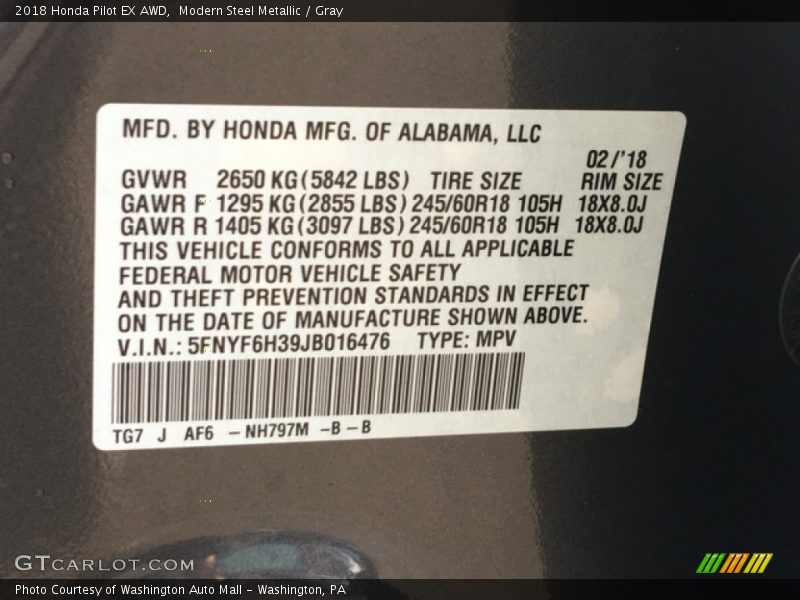 2018 Honda Pilot EX AWD, Modern Steel Metallic / Gray
MFD. BY HONDA MFG. OF ALABAMA, LLC
02/'18
GVWR 2650 KG(5842 LBS) TIRE SIZE RIM SIZE
GAWR F 1295 KG(2855 LBS) 245/60R18 105H 18X8.0J
GAWR R 1405 KG(3097 LBS) 245/60R18 105H 18X8.0J
THIS VEHICLE CONFORMS TO ALL APPLICABLE
FEDERAL MOTOR VEHICLE SAFETY
AND THEFT PREVENTION STANDARDS IN EFFECT
ON THE DATE OF MANUFACTURE SHOWN ABOVE.
V.I.N.: 5FNYF6H39JB016476 TYPE: MPV
TG7 J AF6 – NH797M –B–B
GTCARLOT.COM
Photo Courtesy of Washington Auto Mall – Washington, PA